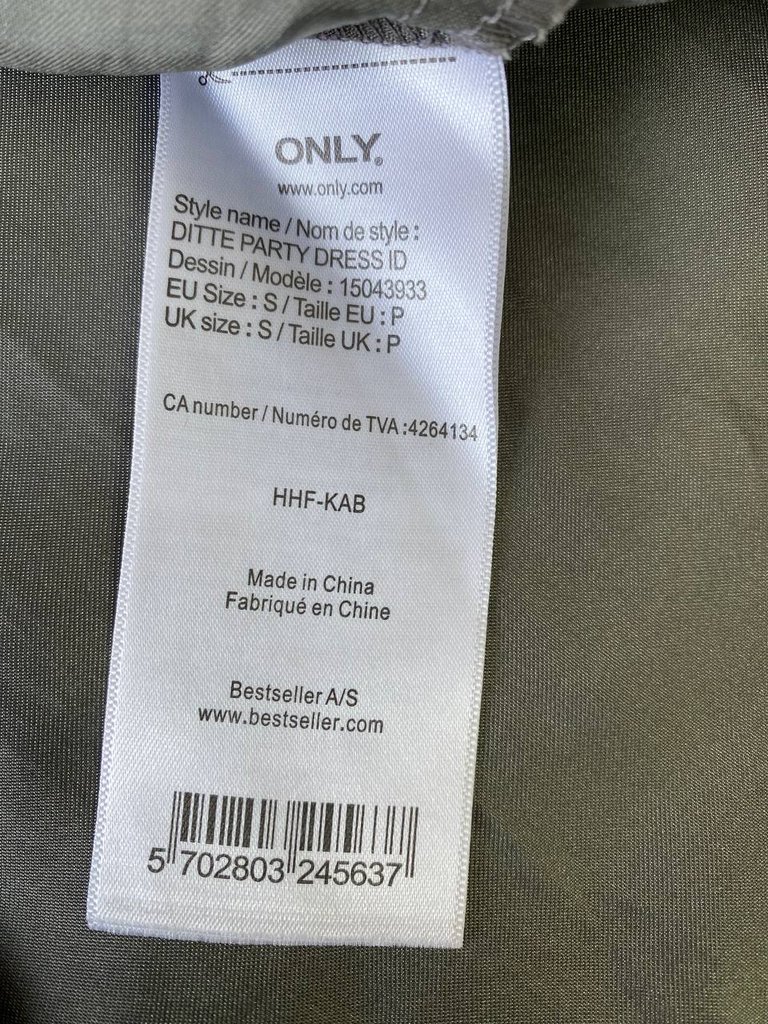 ONLY.
www.only.com
Style name / Nom de style :
DITTE PARTY DRESS ID
Dessin / Modèle : 15043933
EU Size : S / Taille EU : P
UK size : S / Taille UK : P
CA number / Numéro de TVA :4264134
HHF-KAB
Made in China
Fabriqué en Chine
Bestseller A/S
www.bestseller.com
5 702803 245637